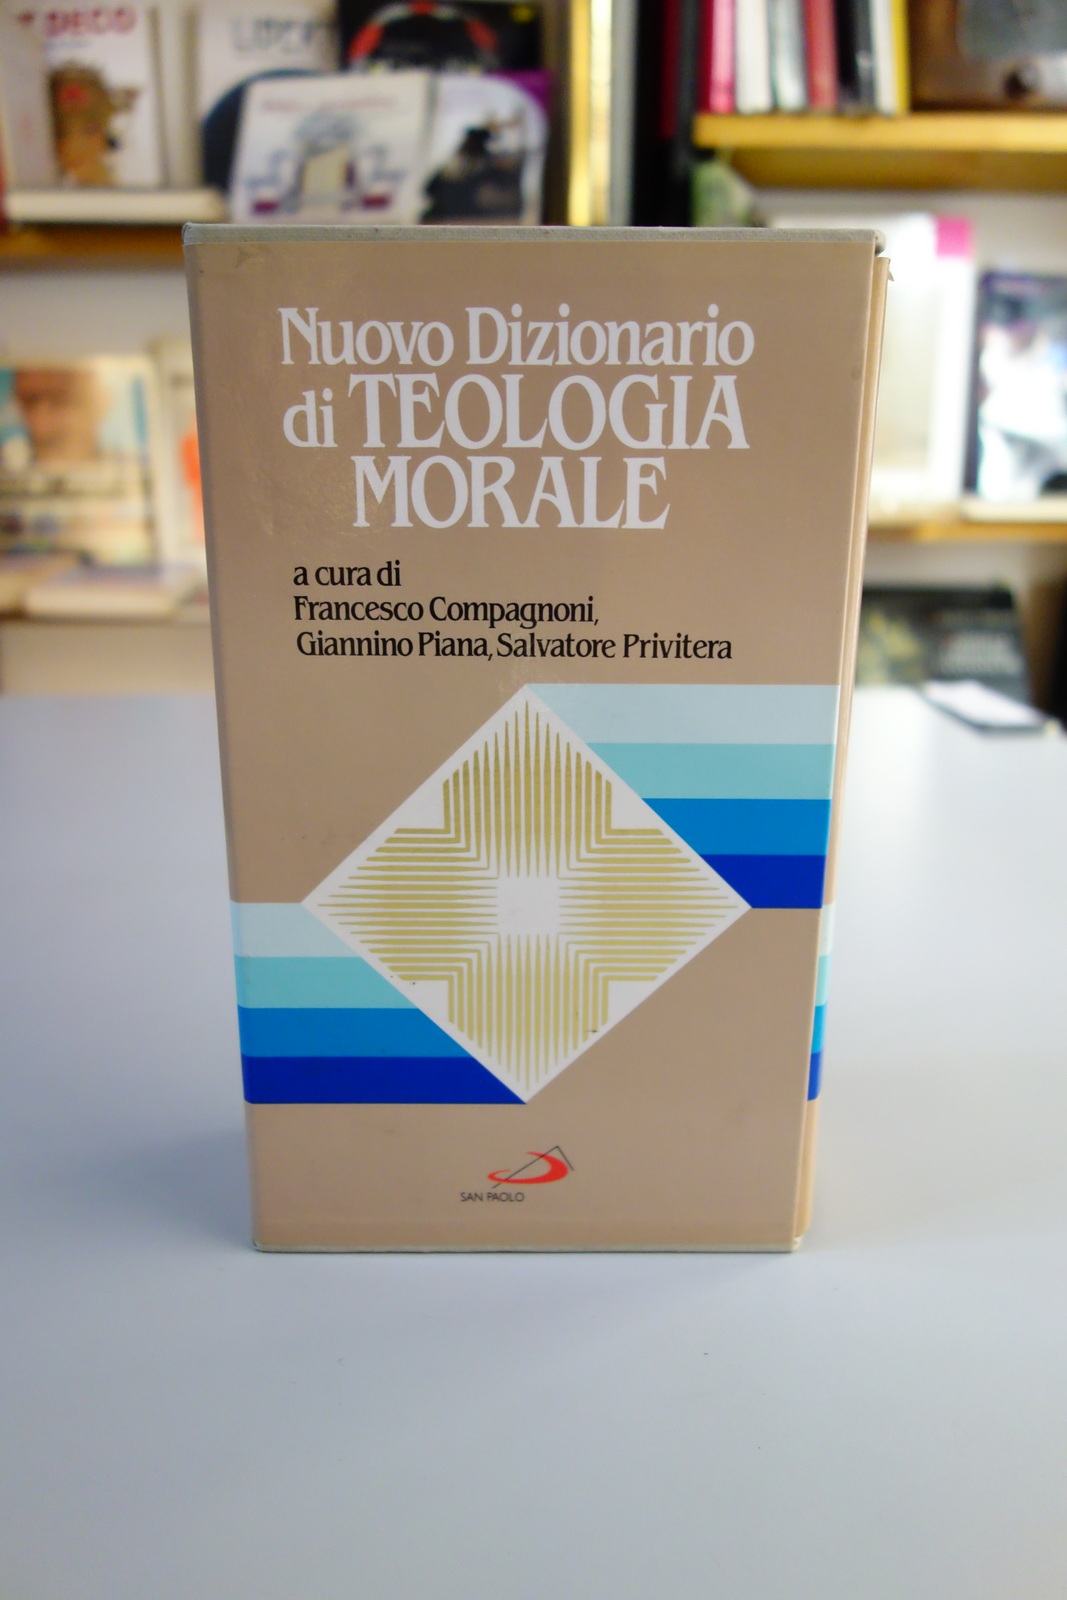 Nuovo Dizionario
di TEOLOGIA
MORALE
a cura di
Francesco Compagnoni,
Giannino Piana, Salvatore Privitera
SAN PAOLO